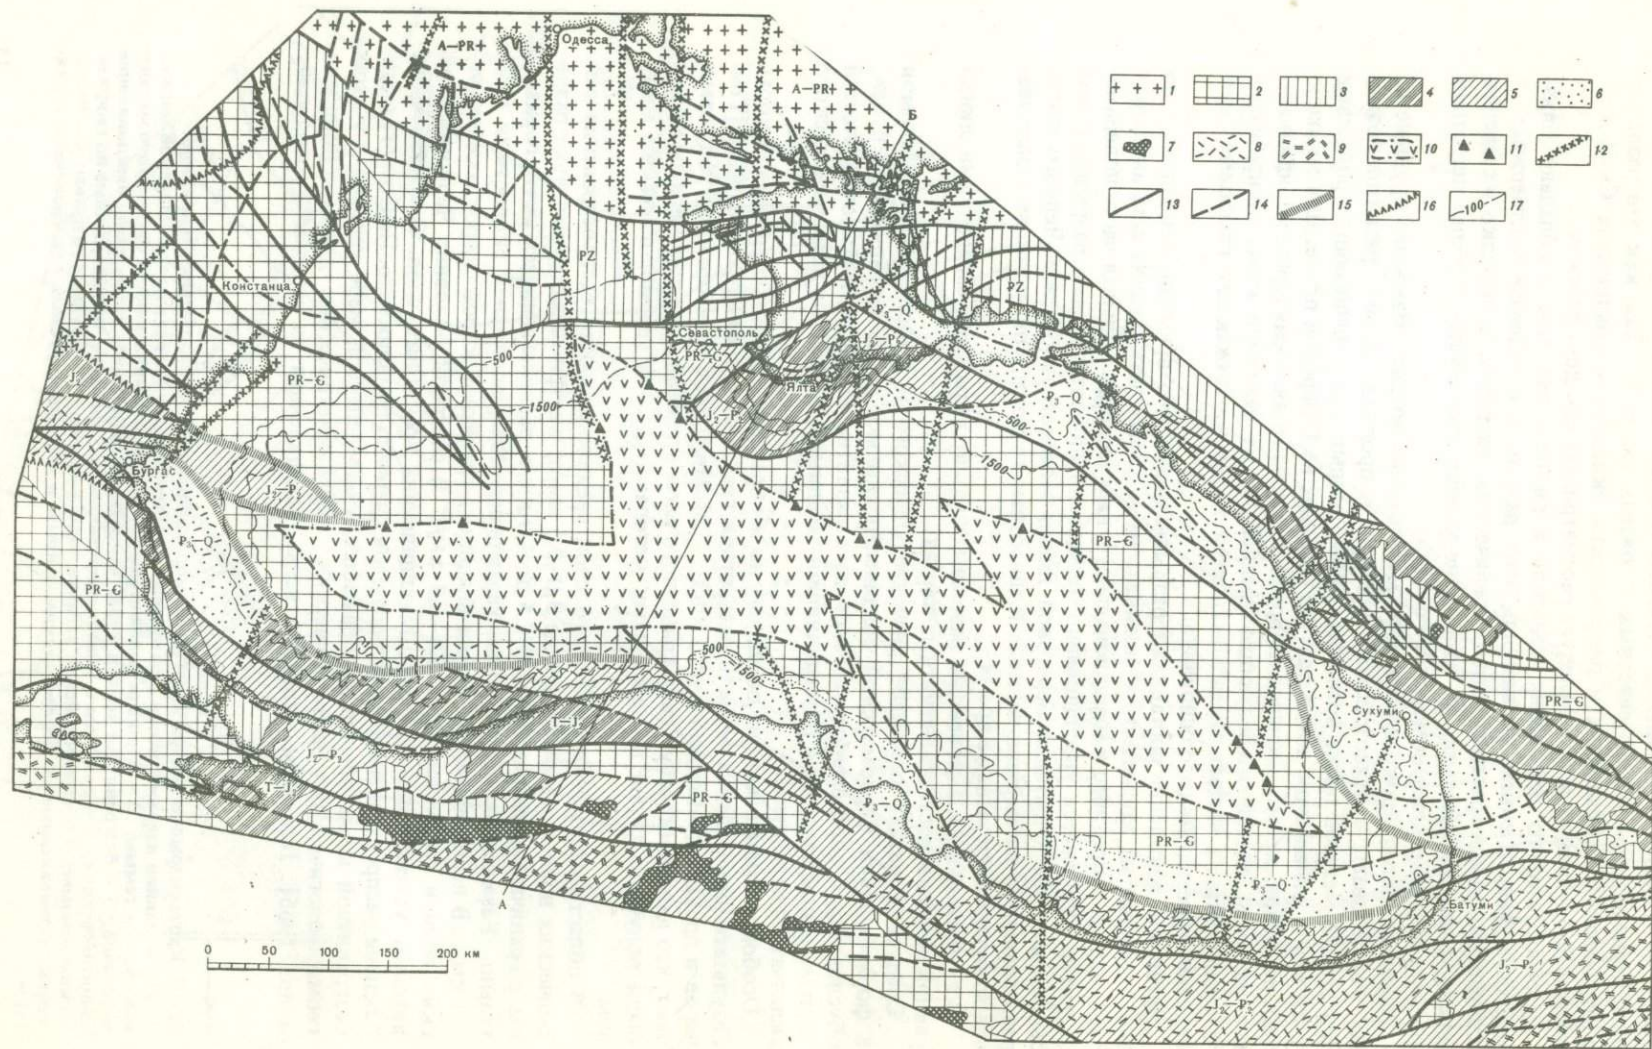 Одесса
A–PR
A–PR
Б
1
2
3
4
5
6
7
8
9
10
11
12
13
14
15
16
100
17
PZ
Констанца
PZ
P₃–Q
Севастополь
J₂–P₂
500
PR–Є
PR–Є
Ялта
J₁
P₃–Q
1500
J₂–P₂
500
1500
Бургас
J₂–P₂
P₃–Q
PR–Є
PR–Є
500
1500
PR–Є
Сухуми
T–J₁
J₂–P₂
T–J₁
PR–Є
P₃–Q
PR–Є
P₃–Q
А
Батуми
0 50 100 150 200 км
J₂–P₂
J₂–P₂